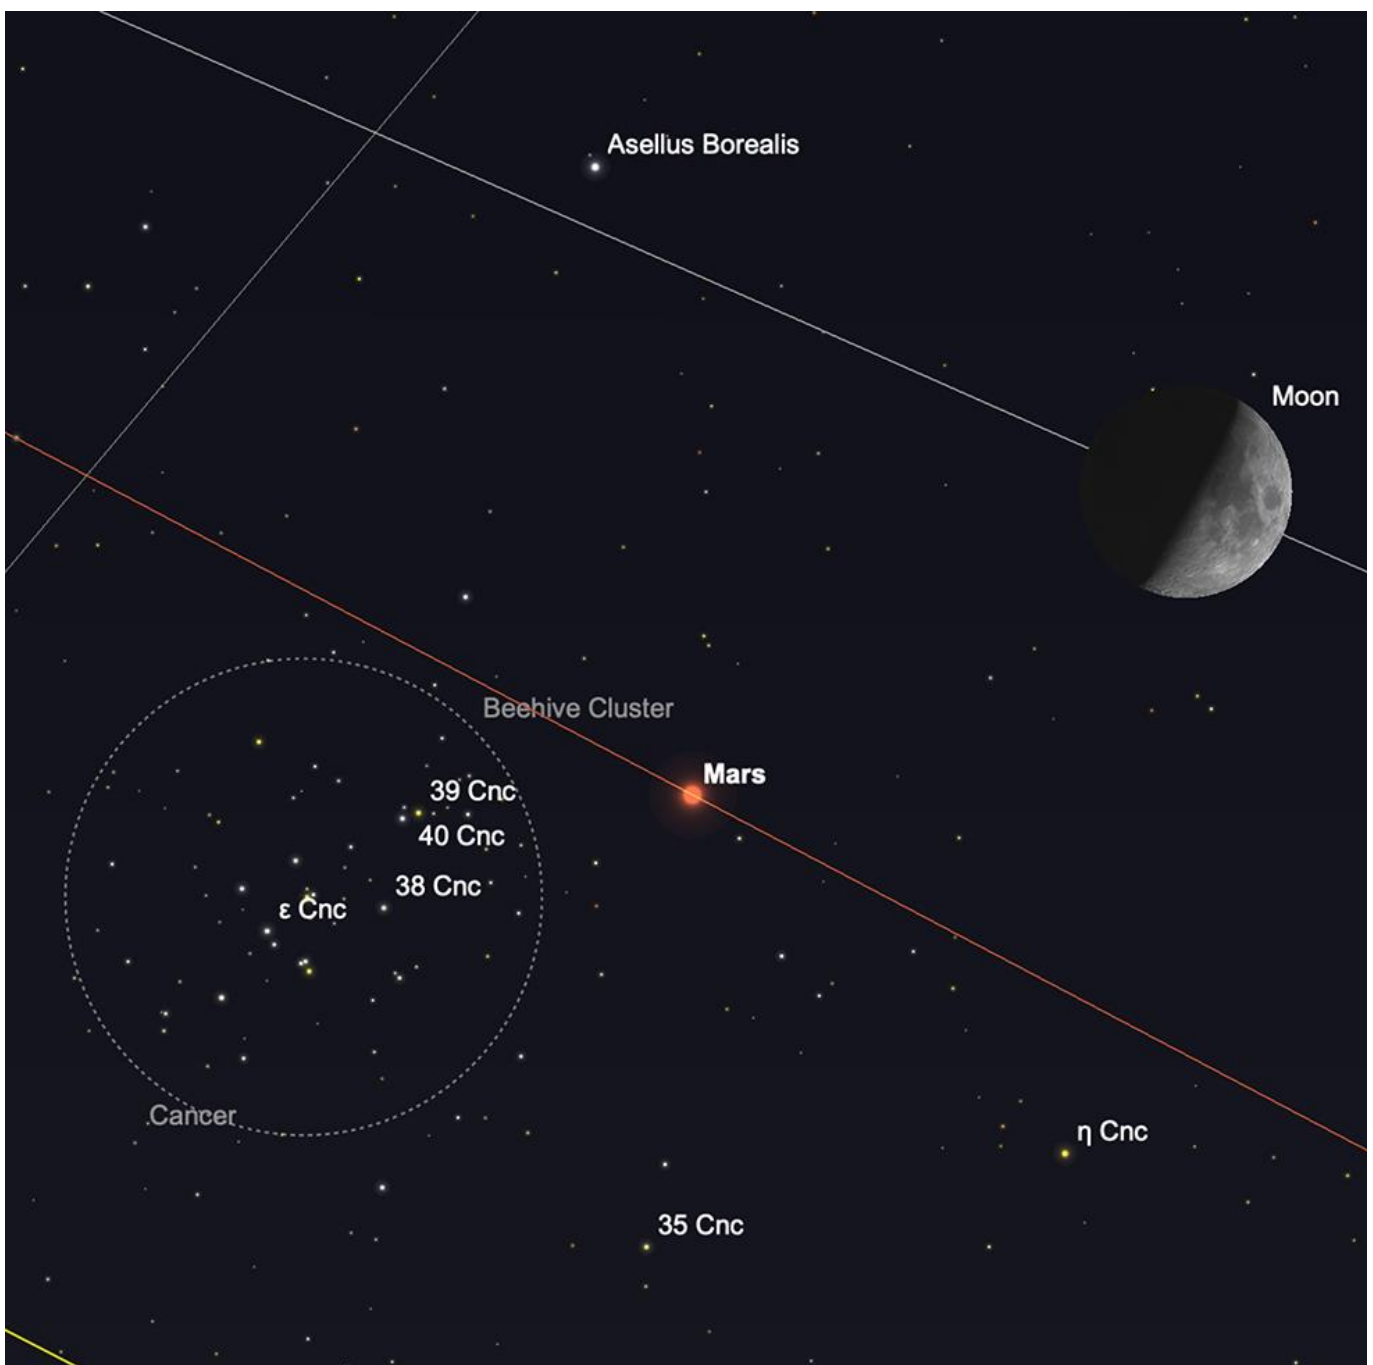 Asellus Borealis
Moon
Beehive Cluster
Mars
39 Cnc
40 Cnc
38 Cnc
ε Cnc
Cancer
η Cnc
35 Cnc